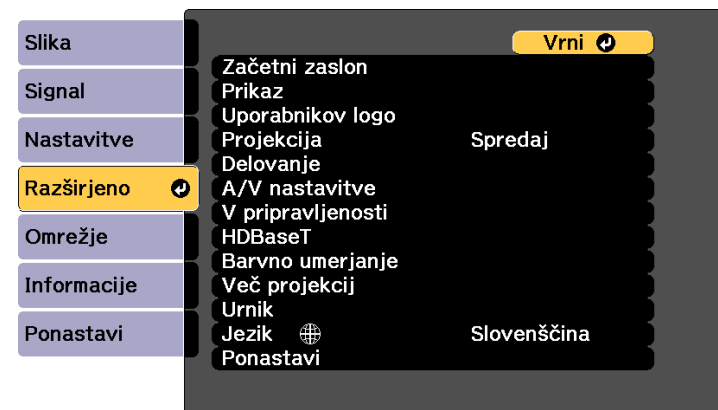 Slika
Signal
Nastavitve
Razširjeno
Omrežje
Informacije
Ponastavi
Vrni
Začetni zaslon
Prikaz
Uporabnikov logo
Projekcija Spredaj
Delovanje
A/V nastavitve
V pripravljenosti
HDBaseT
Barvno umerjanje
Več projekcij
Urnik
Jezik Slovenščina
Ponastavi